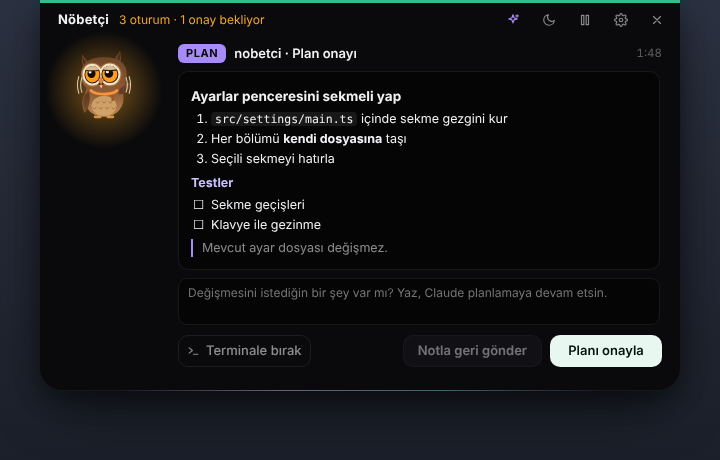 Nöbetçi 3 oturum · 1 onay bekliyor
PLAN nobetci · Plan onayı 1:48
Ayarlar penceresini sekmeli yap
1. src/settings/main.ts içinde sekme gezgini kur
2. Her bölümü kendi dosyasına taşı
3. Seçili sekmeyi hatırla
Testler
☐ Sekme geçişleri
☐ Klavye ile gezinme
Mevcut ayar dosyası değişmez.
Değişmesini istediğin bir şey var mı? Yaz, Claude planlamaya devam etsin.
>_ Terminale bırak Notla geri gönder Planı onayla